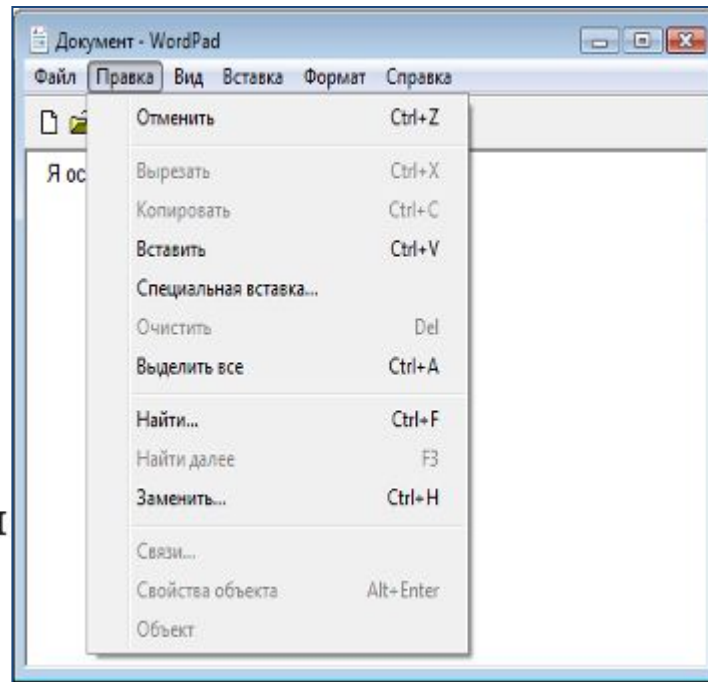 Документ - WordPad
Файл Правка Вид Вставка Формат Справка
Отменить Ctrl+Z
Я ос
Вырезать Ctrl+X
Копировать Ctrl+C
Вставить Ctrl+V
Специальная вставка...
Очистить Del
Выделить все Ctrl+A
Найти... Ctrl+F
Найти далее F3
Заменить... Ctrl+H
Связи...
Свойства объекта Alt+Enter
Объект